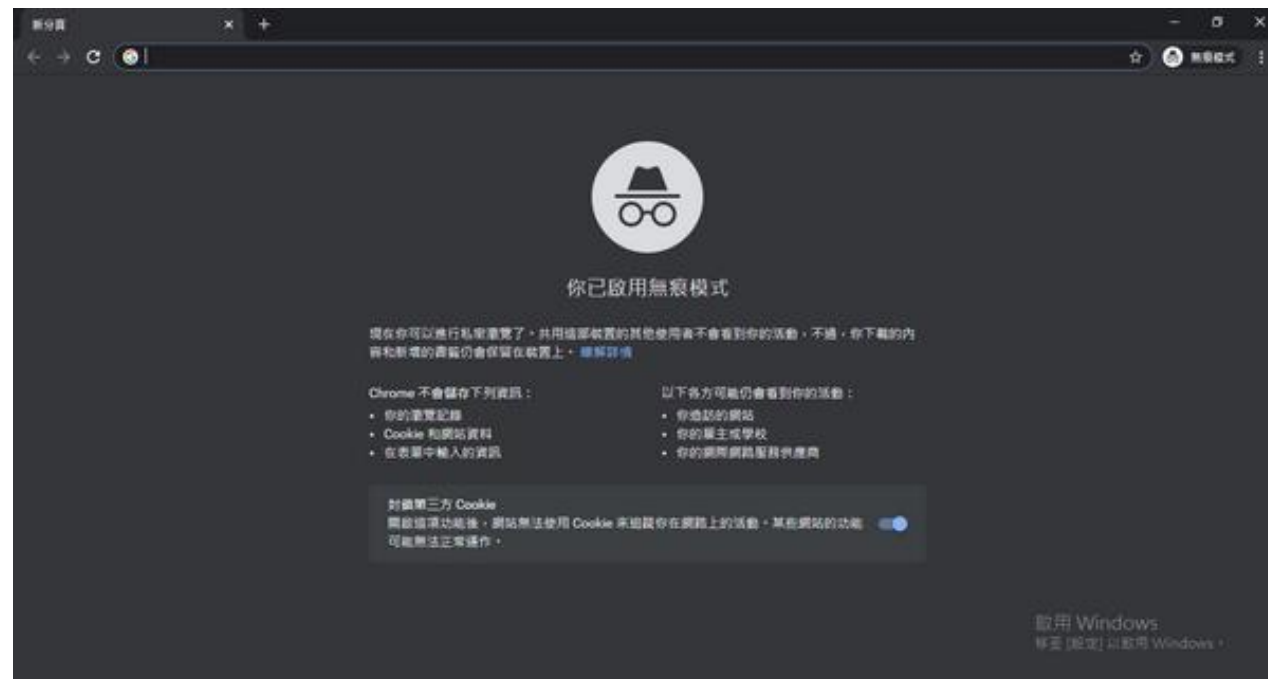 新分頁
無痕模式
你已啟用無痕模式
現在你可以進行私密瀏覽了，共用這部裝置的其他使用者不會看到你的活動，不過，你下載的內
容和新增的書籤仍會保留在裝置上。瞭解詳情
Chrome 不會儲存下列資訊：
• 你的瀏覽記錄
• Cookie 和網站資料
• 在表單中輸入的資訊
以下各方可能仍會看到你的活動：
• 你造訪的網站
• 你的雇主或學校
• 你的網際網路服務供應商
封鎖第三方 Cookie
開啟這項功能後，網站無法使用 Cookie 來追蹤你在網路上的活動。某些網站的功能
可能無法正常運作。
啟用 Windows
移至 [設定] 以啟用 Windows。